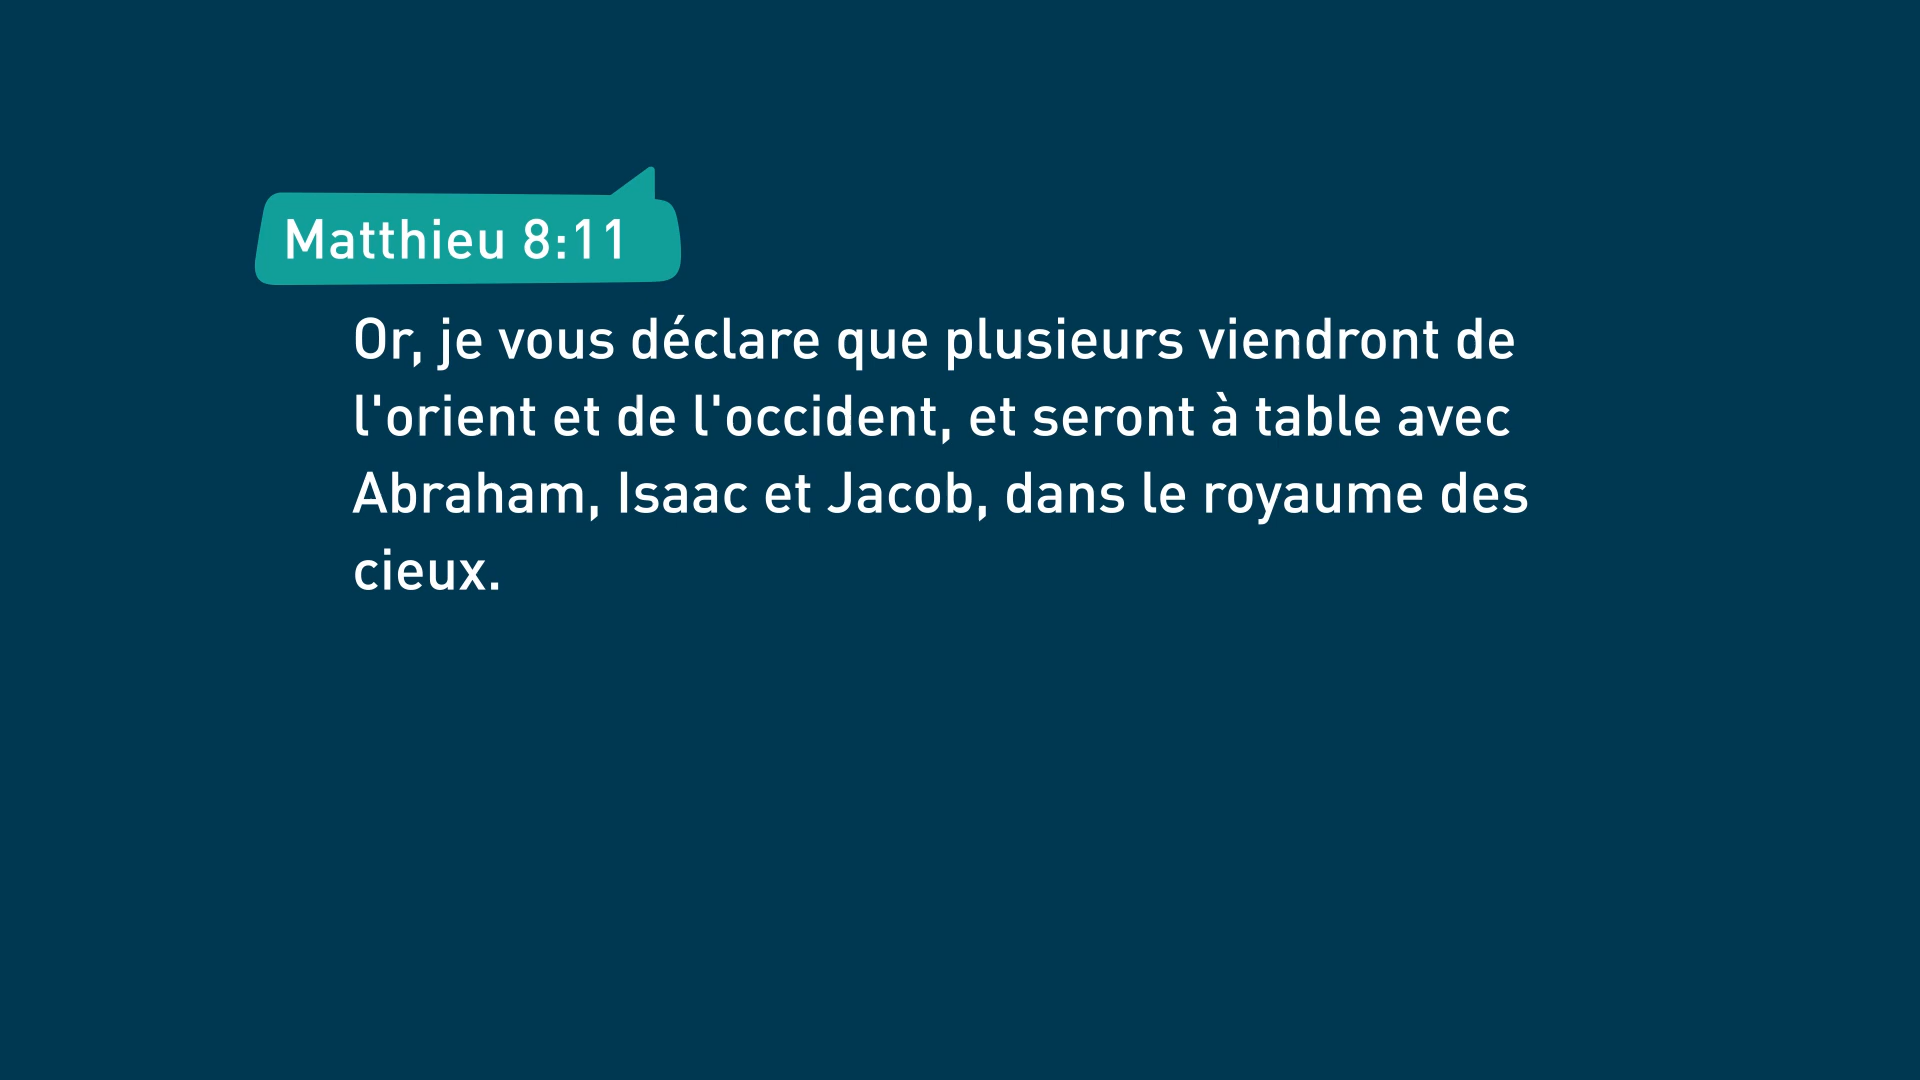 Matthieu 8:11
Or, je vous déclare que plusieurs viendront de
l'orient et de l'occident, et seront à table avec
Abraham, Isaac et Jacob, dans le royaume des
cieux.